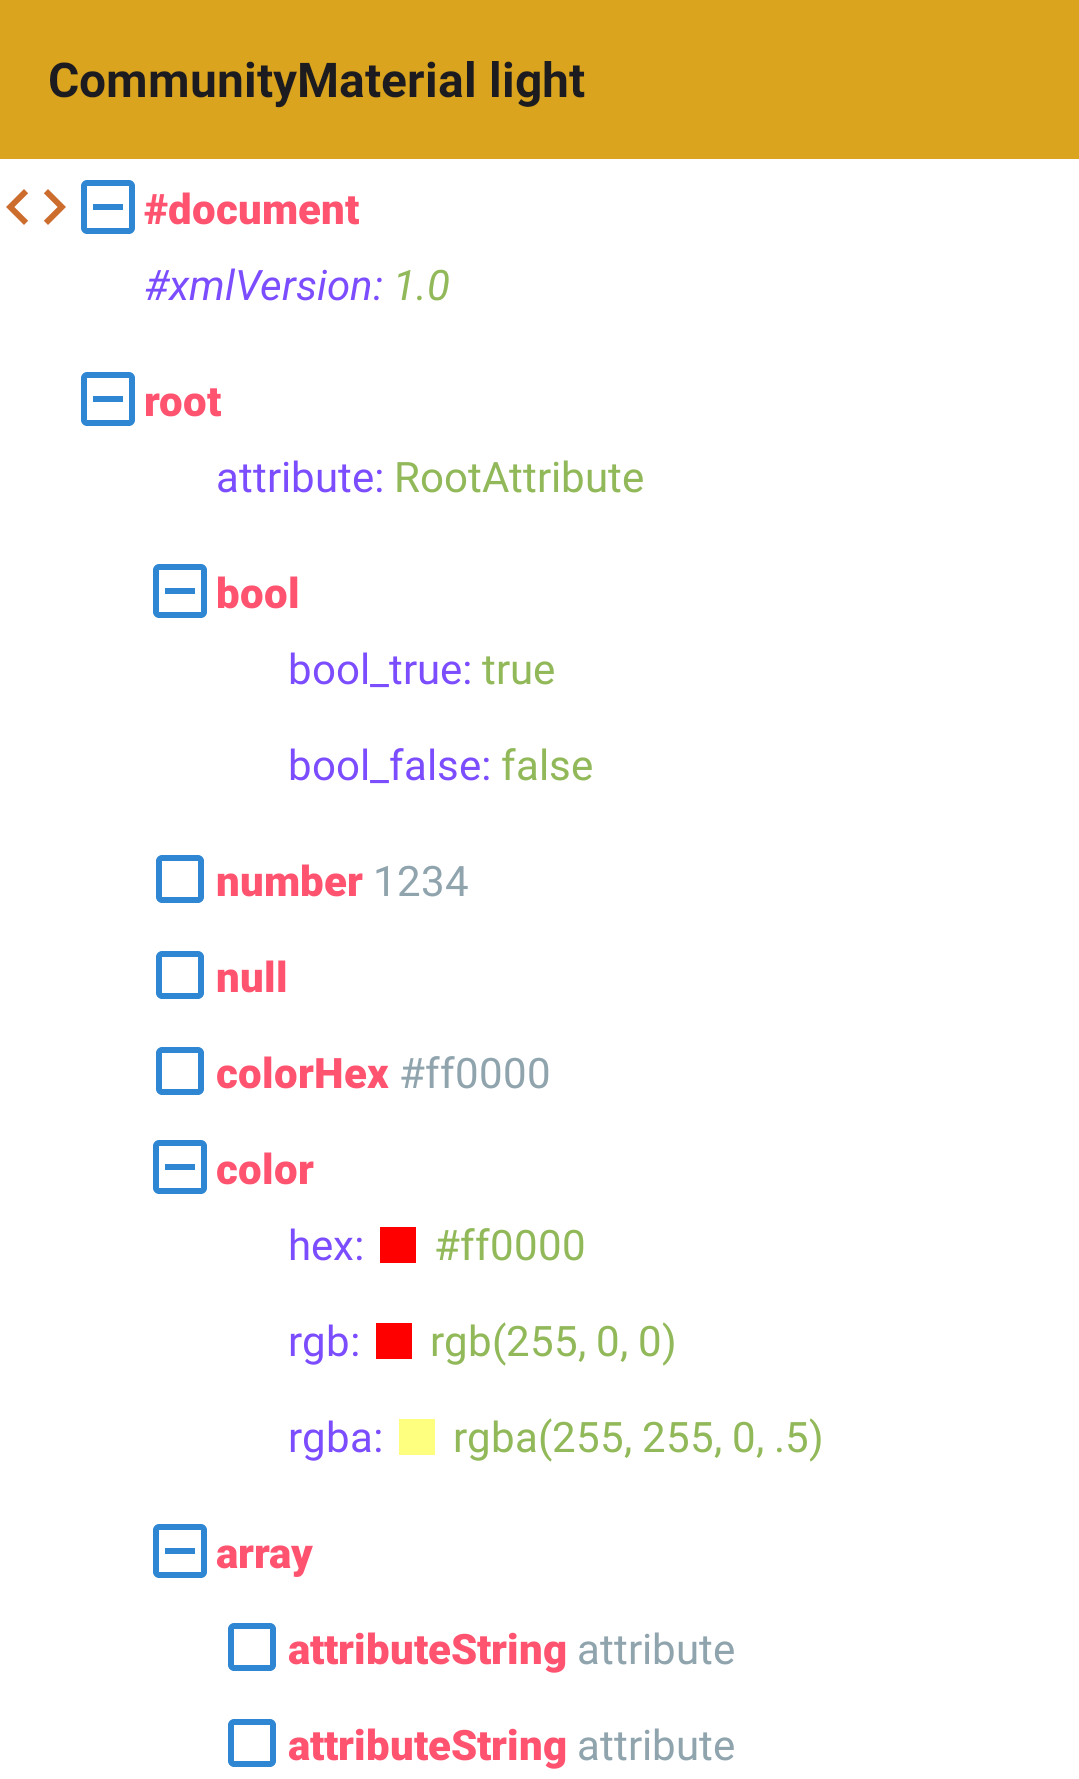 CommunityMaterial light
#document
#xmlVersion: 1.0
root
attribute: RootAttribute
bool
bool_true: true
bool_false: false
number 1234
null
colorHex #ff0000
color
hex: #ff0000
rgb: rgb(255, 0, 0)
rgba: rgba(255, 255, 0, .5)
array
attributeString attribute
attributeString attribute